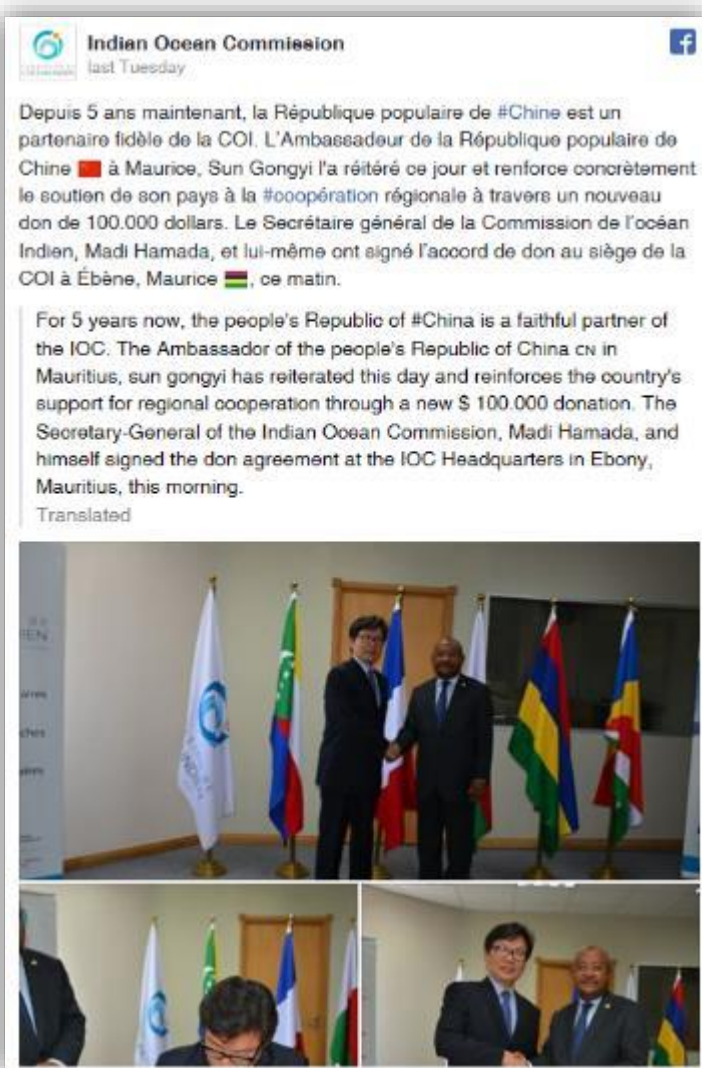 Indian Ocean Commission
last Tuesday
Depuis 5 ans maintenant, la République populaire de #Chine est un
partenaire fidèle de la COI. L'Ambassadeur de la République populaire de
Chine 🇨🇳 à Maurice, Sun Gongyi l'a réitéré ce jour et renforce concrètement
le soutien de son pays à la #coopération régionale à travers un nouveau
don de 100.000 dollars. Le Secrétaire général de la Commission de l'océan
Indien, Madi Hamada, et lui-même ont signé l'accord de don au siège de la
COI à Ébène, Maurice 🇲🇺, ce matin.
For 5 years now, the people's Republic of #China is a faithful partner of
the IOC. The Ambassador of the people's Republic of China CN in
Mauritius, sun gongyi has reiterated this day and reinforces the country's
support for regional cooperation through a new $ 100.000 donation. The
Secretary-General of the Indian Ocean Commission, Madi Hamada, and
himself signed the don agreement at the IOC Headquarters in Ebony,
Mauritius, this morning.
Translated